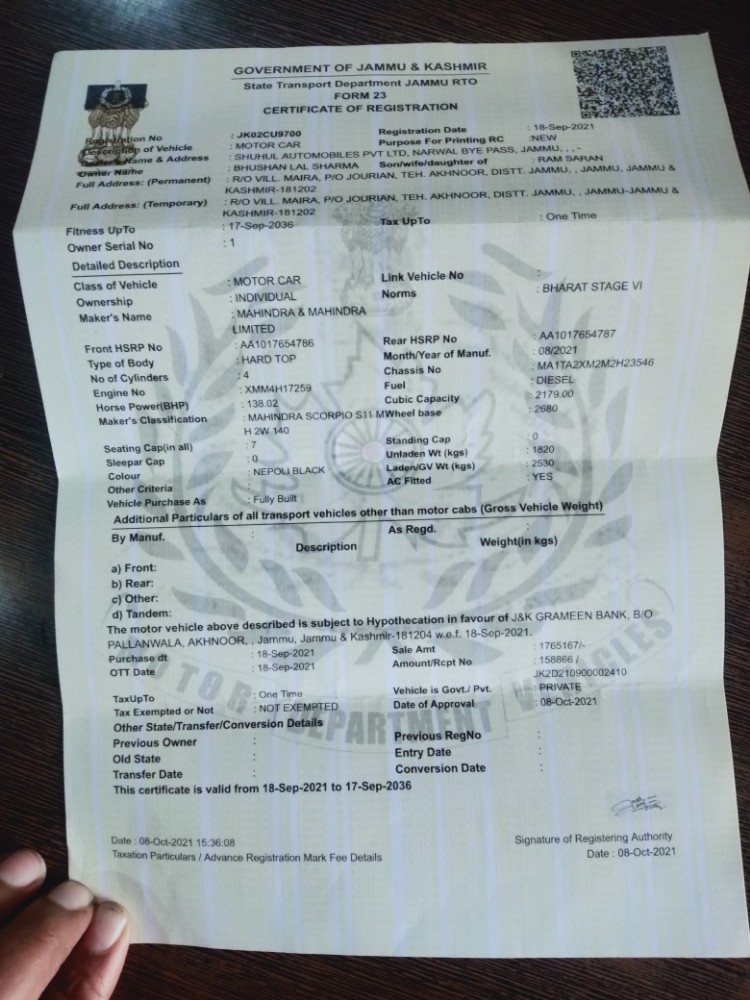 GOVERNMENT OF JAMMU & KASHMIR
State Transport Department JAMMU RTO
FORM 23
CERTIFICATE OF REGISTRATION
Registration No : JK02CU9700 Registration Date : 18-Sep-2021
Description of Vehicle : MOTOR CAR Purpose For Printing RC :NEW
Dealer's Name & Address : SHUHUL AUTOMOBILES PVT LTD, NARWAL BYE PASS, JAMMU, , , -
Owner Name : BHUSHAN LAL SHARMA Son/wife/daughter of : RAM SARAN
Full Address: (Permanent) : R/O VILL. MAIRA, P/O JOURIAN, TEH. AKHNOOR, DISTT. JAMMU, , JAMMU, JAMMU &
KASHMIR-181202
Full Address: (Temporary) : R/O VILL. MAIRA, P/O JOURIAN, TEH. AKHNOOR, DISTT. JAMMU, , JAMMU-JAMMU &
KASHMIR-181202
Fitness UpTo : 17-Sep-2036 Tax UpTo : One Time
Owner Serial No : 1
Detailed Description
Class of Vehicle : MOTOR CAR Link Vehicle No :
Ownership : INDIVIDUAL Norms : BHARAT STAGE VI
Maker's Name : MAHINDRA & MAHINDRA
LIMITED
Front HSRP No : AA1017654786 Rear HSRP No : AA1017654787
Type of Body : HARD TOP Month/Year of Manuf. : 08/2021
No of Cylinders : 4 Chassis No : MA1TA2XM2M2H23546
Engine No : XMM4H17259 Fuel : DIESEL
Horse Power(BHP) : 138.02 Cubic Capacity : 2179.00
Maker's Classification : MAHINDRA SCORPIO S11 MWheel base : 2680
H 2W 140
Seating Cap(in all) : 7 Standing Cap : 0
Sleepar Cap : 0 Unladen Wt (kgs) : 1820
Colour : NEPOLI BLACK Laden/GV Wt (kgs) : 2530
Other Criteria : AC Fitted : YES
Vehicle Purchase As : Fully Built
Additional Particulars of all transport vehicles other than motor cabs (Gross Vehicle Weight)
By Manuf. : As Regd. :
Description Weight(in kgs)
a) Front:
b) Rear:
c) Other:
d) Tandem:
The motor vehicle above described is subject to Hypothecation in favour of J&K GRAMEEN BANK, B/O
PALLANWALA, AKHNOOR, , Jammu, Jammu & Kashmir-181204 w.e.f. 18-Sep-2021.
Purchase dt : 18-Sep-2021 Sale Amt : 1765167/-
OTT Date : 18-Sep-2021 Amount/Rcpt No : 158866 /
JK2D210900002410
TaxUpTo : One Time Vehicle is Govt./ Pvt. : PRIVATE
Tax Exempted or Not : NOT EXEMPTED Date of Approval : 08-Oct-2021
Other State/Transfer/Conversion Details
Previous Owner : Previous RegNo :
Old State : Entry Date :
Transfer Date : Conversion Date :
This certificate is valid from 18-Sep-2021 to 17-Sep-2036
Date : 08-Oct-2021 15:36:08 Signature of Registering Authority
Taxation Particulars / Advance Registration Mark Fee Details Date : 08-Oct-2021
MOTOR DEPARTMENT VEHICLES